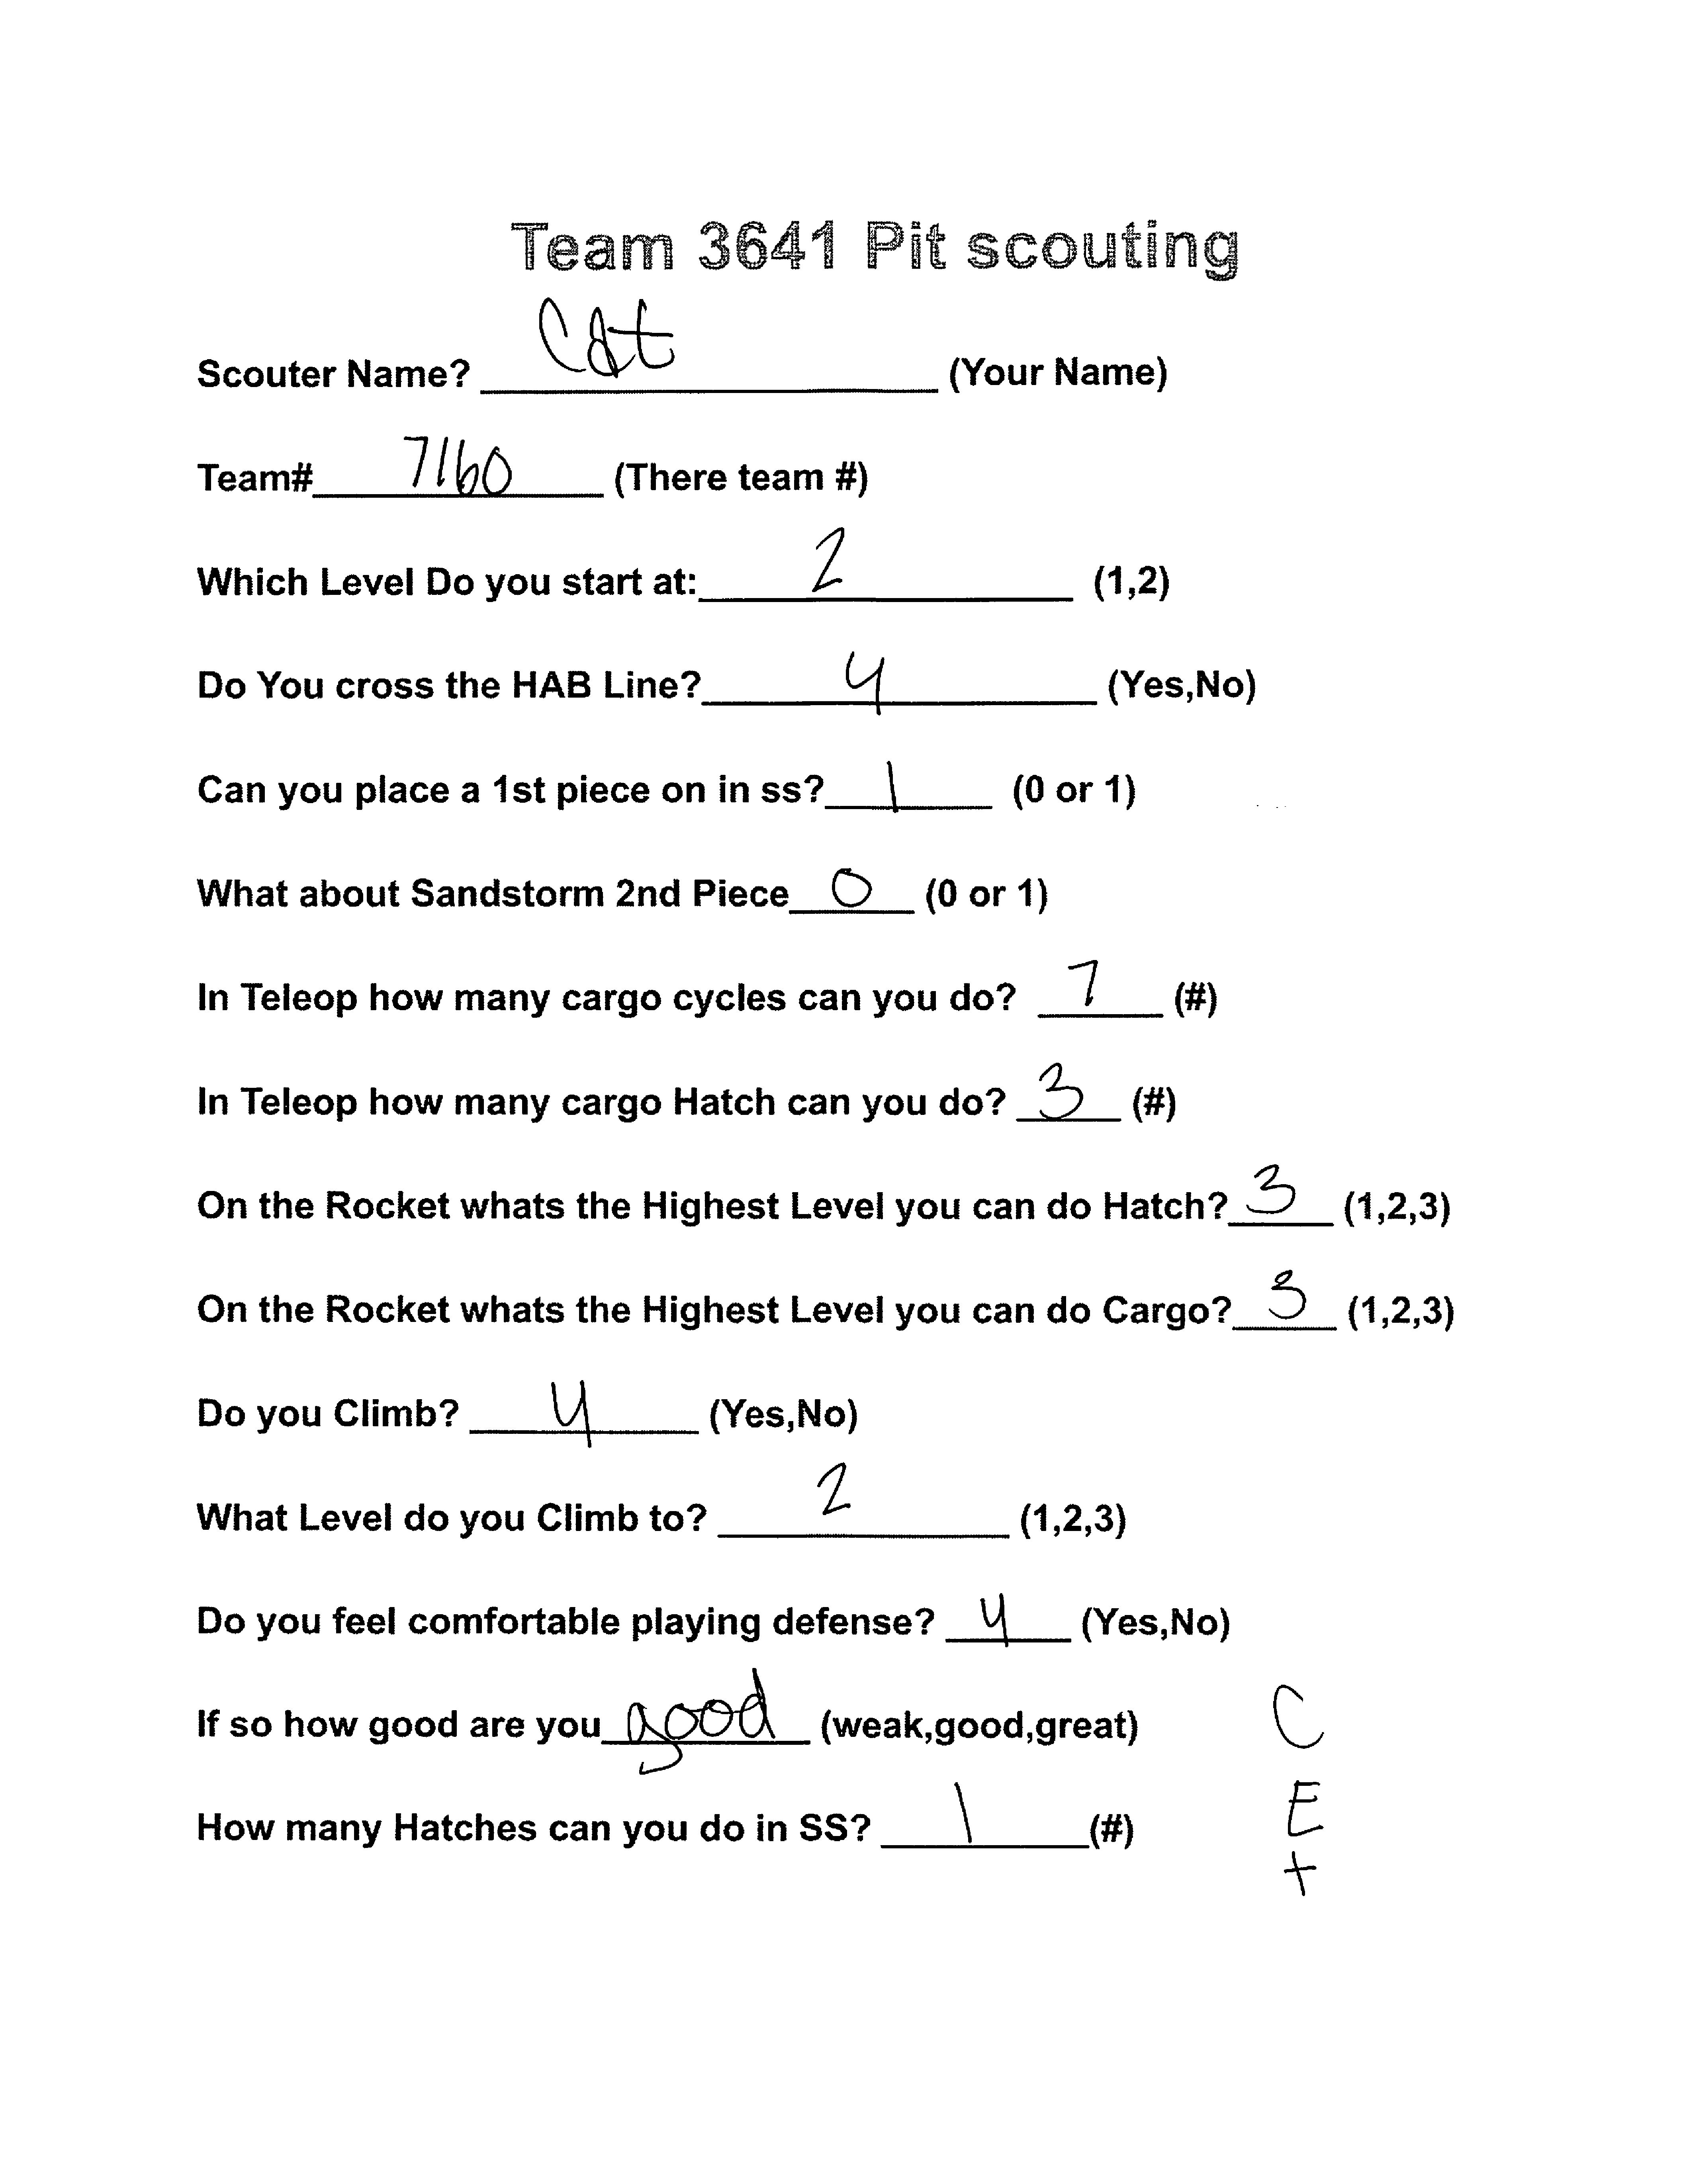 Team 3641 Pit scouting
Scouter Name? Cat (Your Name)
Team# 7160 (There team #)
Which Level Do you start at: 2 (1,2)
Do You cross the HAB Line? y (Yes,No)
Can you place a 1st piece on in ss? 1 (0 or 1)
What about Sandstorm 2nd Piece 0 (0 or 1)
In Teleop how many cargo cycles can you do? 7 (#)
In Teleop how many cargo Hatch can you do? 3 (#)
On the Rocket whats the Highest Level you can do Hatch? 3 (1,2,3)
On the Rocket whats the Highest Level you can do Cargo? 3 (1,2,3)
Do you Climb? y (Yes,No)
What Level do you Climb to? 2 (1,2,3)
Do you feel comfortable playing defense? y (Yes,No)
If so how good are you good (weak,good,great) C
How many Hatches can you do in SS? 1 (#) E
+